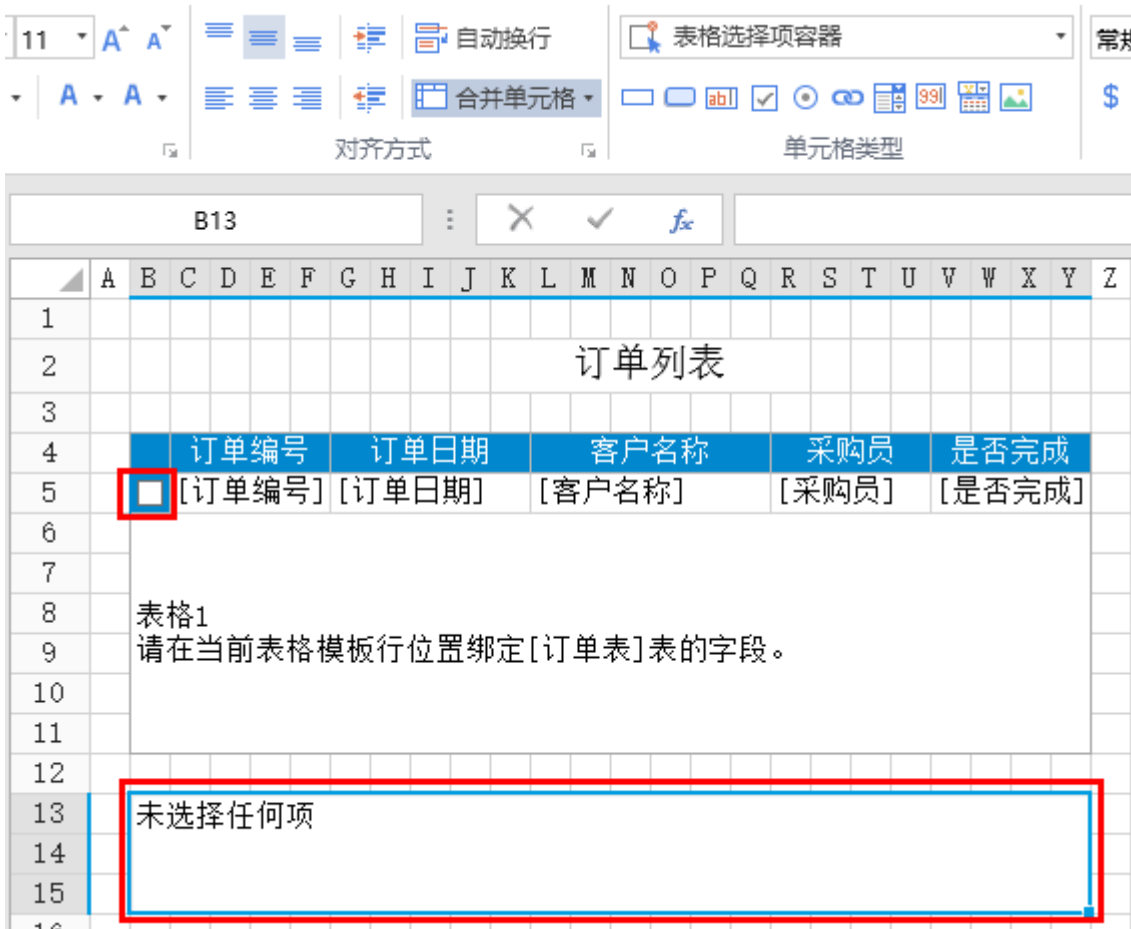 11 A A 自动换行 表格选择项容器 常规
A A 合并单元格 ab 99 $
对齐方式 单元格类型
B13 fx
A B C D E F G H I J K L M N O P Q R S T U V W X Y Z
1
2 订单列表
3
4 订单编号 订单日期 客户名称 采购员 是否完成
5 [订单编号] [订单日期] [客户名称] [采购员] [是否完成]
6
7
8 表格1
9 请在当前表格模板行位置绑定[订单表]表的字段。
10
11
12
13 未选择任何项
14
15
16